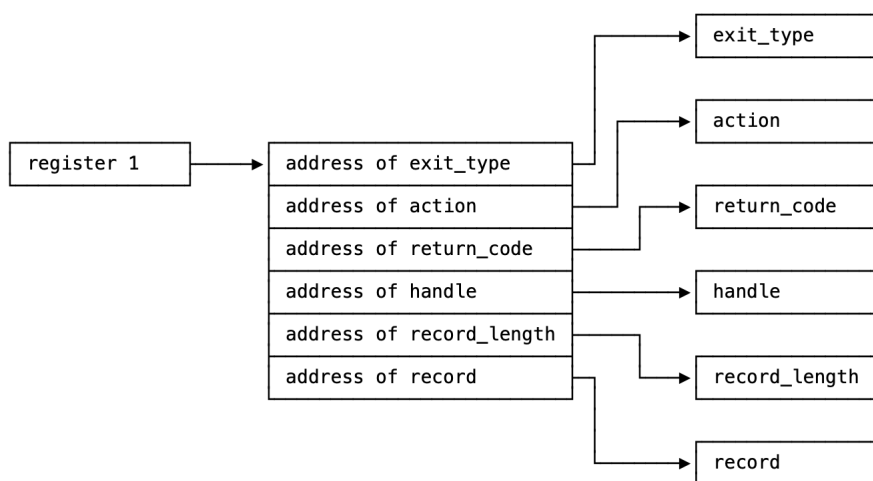 exit_type
action
register 1
address of exit_type
address of action
return_code
address of return_code
address of handle
handle
address of record_length
address of record
record_length
record